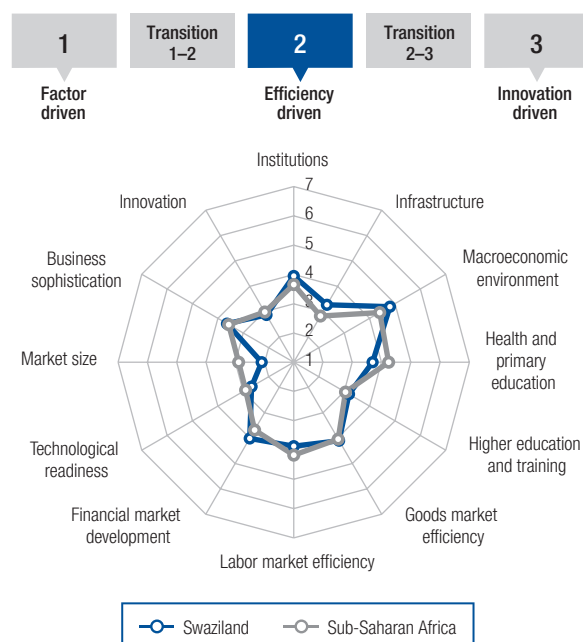 1
Transition
1–2
2
Transition
2–3
3
Factor
driven
Efficiency
driven
Innovation
driven
Institutions
Infrastructure
Macroeconomic
environment
Health and
primary
education
Higher education
and training
Goods market
efficiency
Labor market efficiency
Financial market
development
Technological
readiness
Market size
Business
sophistication
Innovation
7
6
5
4
3
2
1
Swaziland
Sub-Saharan Africa